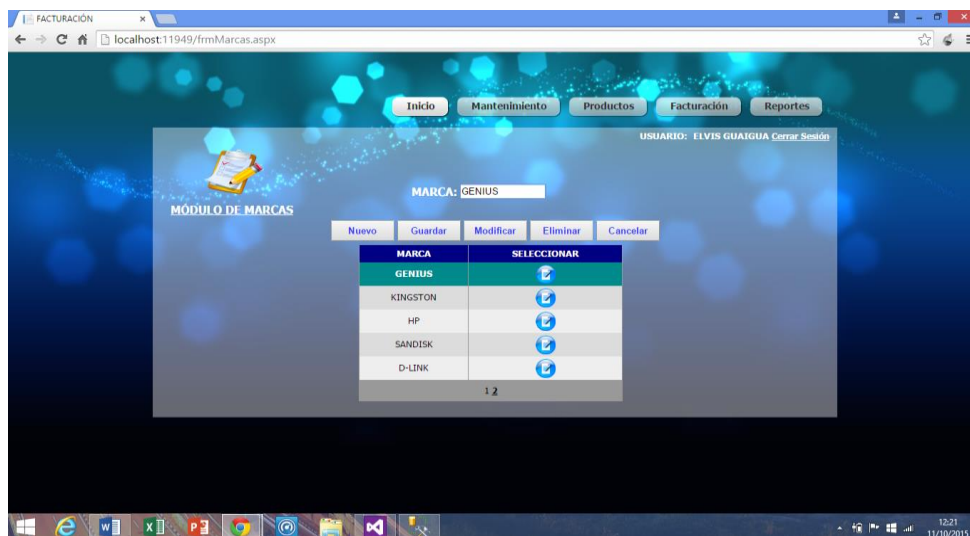 FACTURACIÓN
localhost:11949/frmMarcas.aspx
Inicio Mantenimiento Productos Facturación Reportes
USUARIO: ELVIS GUAIGUA Cerrar Sesión
MARCA: GENIUS
MÓDULO DE MARCAS
Nuevo Guardar Modificar Eliminar Cancelar
MARCA SELECCIONAR
GENIUS
KINGSTON
HP
SANDISK
D-LINK
1 2
12:21
11/10/2015